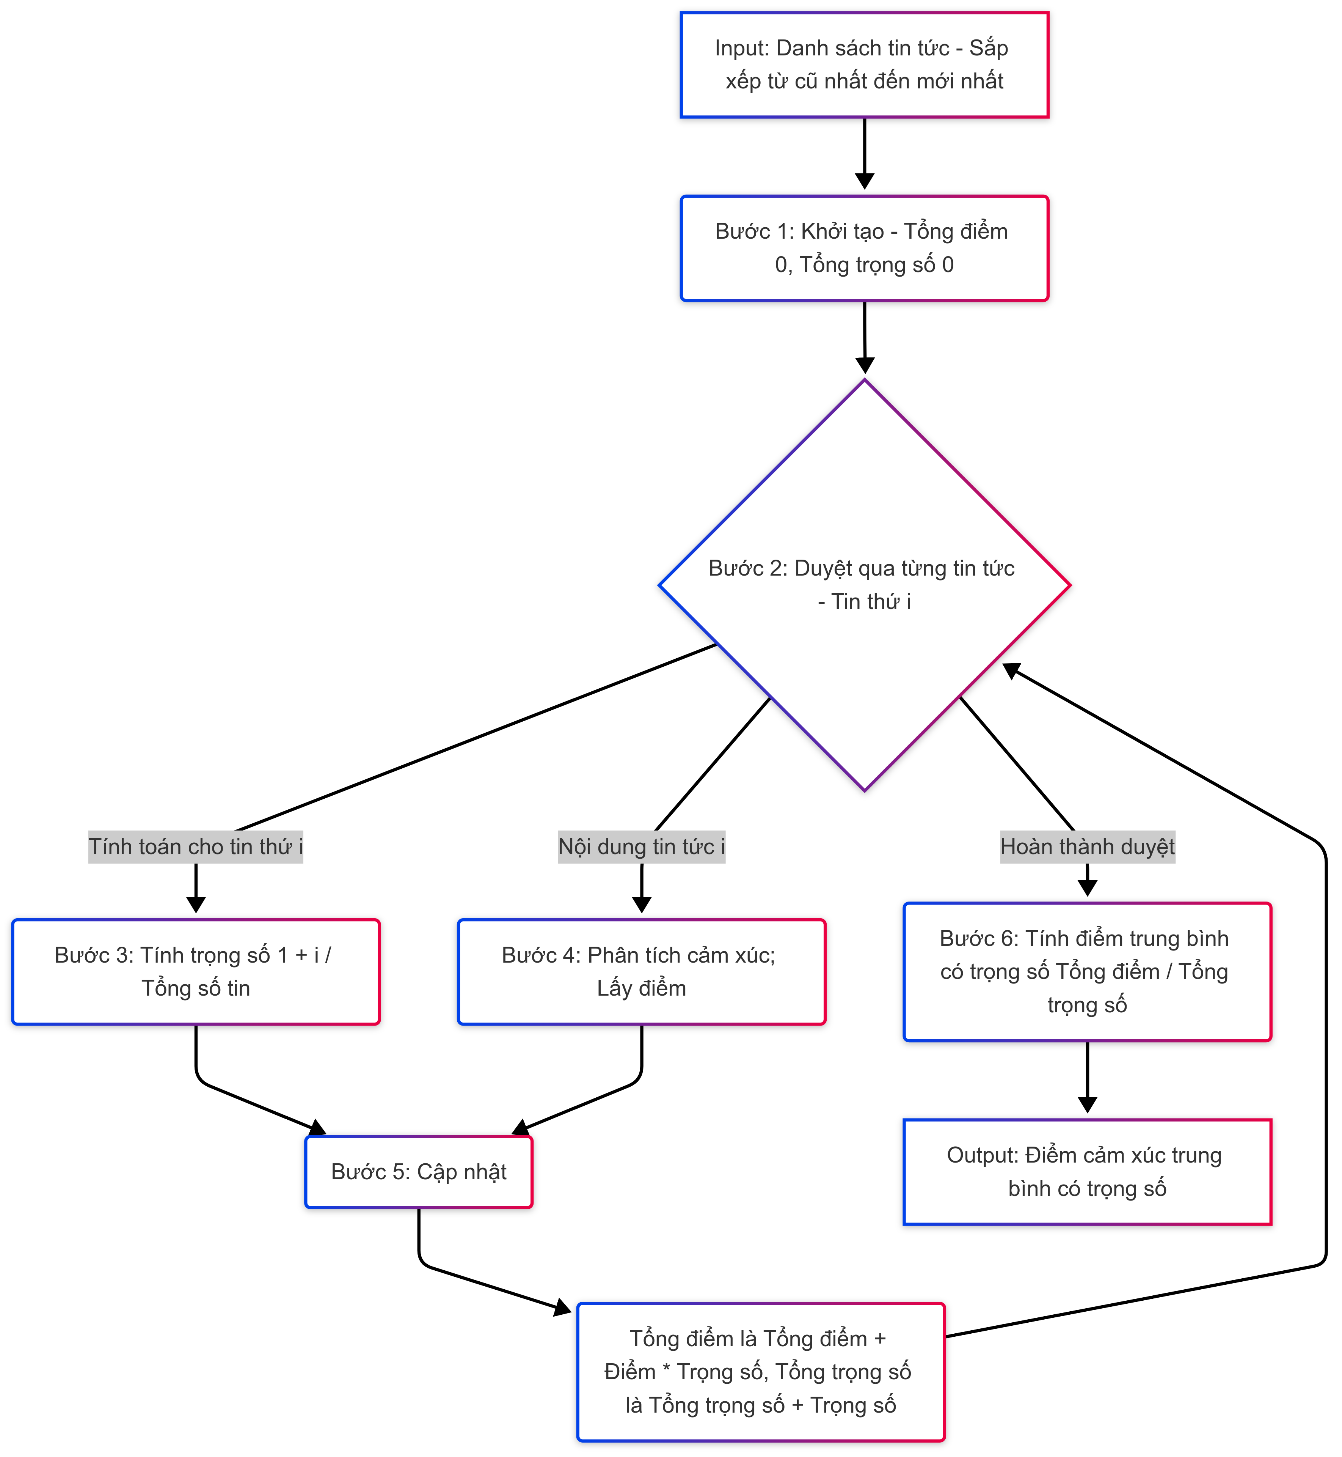 Input: Danh sách tin tức - Sắp
xếp từ cũ nhất đến mới nhất
Bước 1: Khởi tạo - Tổng điểm
0, Tổng trọng số 0
Bước 2: Duyệt qua từng tin tức
- Tin thứ i
Tính toán cho tin thứ i
Nội dung tin tức i
Hoàn thành duyệt
Bước 3: Tính trọng số 1 + i /
Tổng số tin
Bước 4: Phân tích cảm xúc;
Lấy điểm
Bước 6: Tính điểm trung bình
có trọng số Tổng điểm / Tổng
trọng số
Bước 5: Cập nhật
Output: Điểm cảm xúc trung
bình có trọng số
Tổng điểm là Tổng điểm +
Điểm * Trọng số, Tổng trọng số
là Tổng trọng số + Trọng số